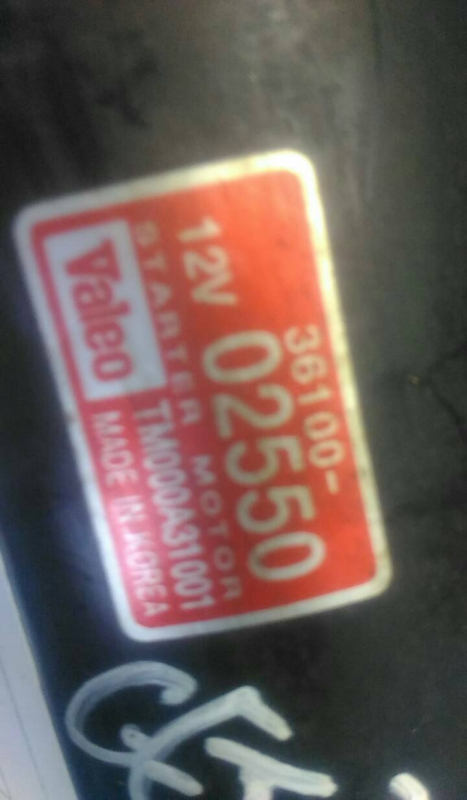 36100-
12V 02550
STARTER MOTOR
TM000A31001
Valeo MADE IN KOREA